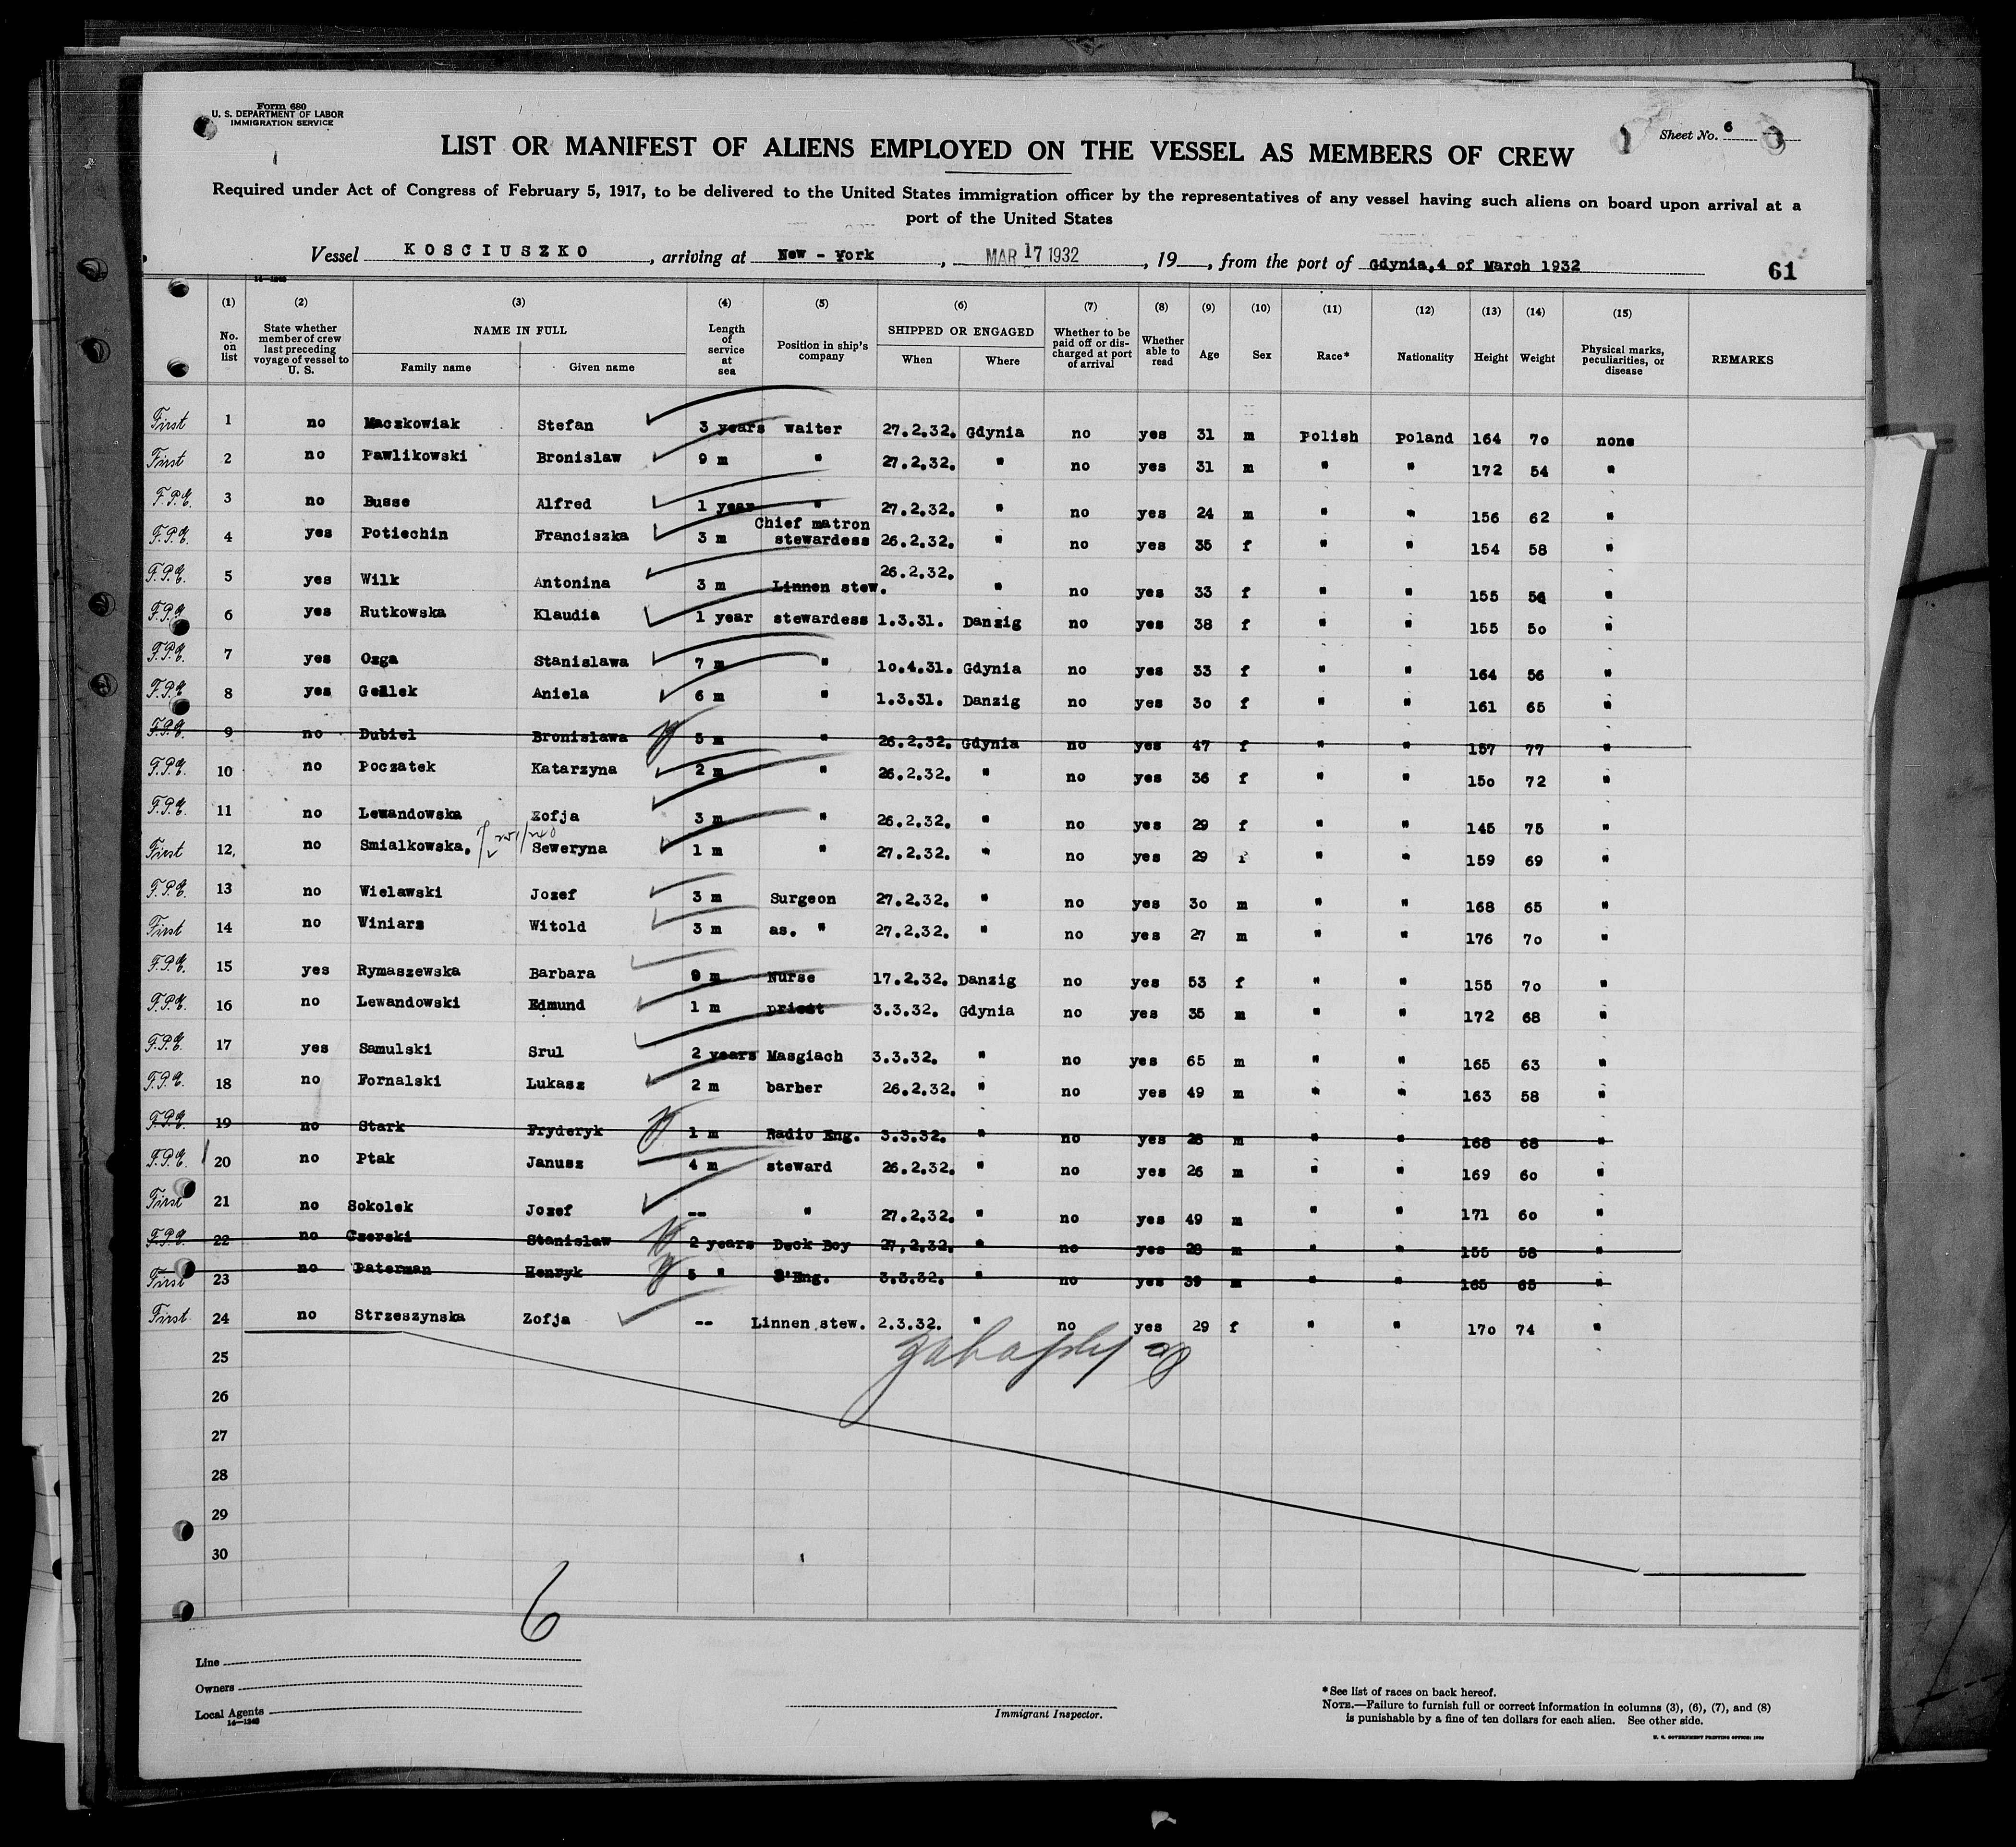 Form 680
U. S. DEPARTMENT OF LABOR
IMMIGRATION SERVICE
Sheet No. 6
LIST OR MANIFEST OF ALIENS EMPLOYED ON THE VESSEL AS MEMBERS OF CREW
Required under Act of Congress of February 5, 1917, to be delivered to the United States immigration officer by the representatives of any vessel having such aliens on board upon arrival at a
port of the United States
Vessel KOSCIUSZKO, arriving at New - York, MAR 17 1932, 19 , from the port of Gdynia,4 of March 1932
61
14-1240
(1) (2) (3) (4) (5) (6) (7) (8) (9) (10) (11) (12) (13) (14) (15)
No. on list State whether member of crew last preceding voyage of vessel to U. S. NAME IN FULL Family name Given name Length of service at sea Position in ship's company SHIPPED OR ENGAGED When Where Whether to be paid off or discharged at port of arrival Whether able to read Age Sex Race* Nationality Height Weight Physical marks, peculiarities, or disease REMARKS
First 1 no Maczkowiak Stefan 3 years waiter 27.2.32. Gdynia no yes 31 m Polish Poland 164 70 none
First 2 no Pawlikowski Bronislaw 9 m " 27.2.32. " no yes 31 m " " 172 54 "
F.P.E. 3 no Busse Alfred 1 year " 27.2.32. " no yes 24 m " " 156 62 "
F.P.E. 4 yes Potiechin Franciszka 3 m Chief matron stewardess 26.2.32. " no yes 35 f " " 154 58 "
F.P.E. 5 yes Wilk Antonina 3 m Linnen stew. 26.2.32. " no yes 33 f " " 155 56 "
F.P.E. 6 yes Rutkowska Klaudia 1 year stewardess 1.3.31. Danzig no yes 38 f " " 155 50 "
F.P.E. 7 yes Ozga Stanislawa 7 m " 10.4.31. Gdynia no yes 33 f " " 164 56 "
F.P.E. 8 yes Aniela 6 m " 1.3.31. Danzig no yes 30 f " " 161 65 "
F.P.E. 9 no Dubiel Bronislawa 5 m " 26.2.32. Gdynia no yes 47 f " " 157 77 "
F.P.E. 10 no Poczatek Katarzyna 2 m " 26.2.32. " no yes 36 f " " 150 72 "
F.P.E. 11 no Lewandowska Zofja 3 m " 26.2.32. " no yes 29 f " " 145 75 "
First 12, no Smialkowska, Seweryna 1 m " 27.2.32. " no yes 29 f " " 159 69 "
F.P.E. 13 no Wielawski Jozef 3 m Surgeon 27.2.32. " no yes 30 m " " 168 65 "
First 14 no Winiarz Witold 3 m as. " 27.2.32. " no yes 27 m " " 176 70 "
F.P.E. 15 yes Rymaszewska Barbara 9 m Nurse 17.2.32. Danzig no yes 53 f " " 155 70 "
F.P.E. 16 no Lewandowski Edmund 1 m priest 3.3.32. Gdynia no yes 35 m " " 172 68 "
F.P.E. 17 yes Samulski Srul 2 years Masgiach 3.3.32. " no yes 65 m " " 165 63 "
F.P.E. 18 no Fornalski Lukasz 2 m barber 26.2.32. " no yes 49 m " " 163 58 "
F.P.E. 19 no Stark Fryderyk 1 m Radio Eng. 3.3.32. " no yes 28 m " " 168 68 "
F.P.E. 20 no Ptak Janusz 4 m steward 26.2.32. " no yes 26 m " " 169 60 "
First 21 no Sokolek Jozef -- " 27.2.32. " no yes 49 m " " 171 60 "
F.P.E. 22 no Czerski Stanislaw 2 years Deck Boy 27,2,32. " no yes 28 m " " 155 58 "
First 23 no Paterman Henryk 5 " 3'Eng. 3.3.32. " no yes 39 m " " 165 65 "
First 24 no Strzeszynska Zofja -- Linnen stew. 2.3.32. " no yes 29 f " " 170 74 "
25
26
27
28
29
30
6
Line
Owners
Local Agents
14-1240
Immigrant Inspector.
*See list of races on back hereof.
NOTE.—Failure to furnish full or correct information in columns (3), (6), (7), and (8)
is punishable by a fine of ten dollars for each alien. See other side.